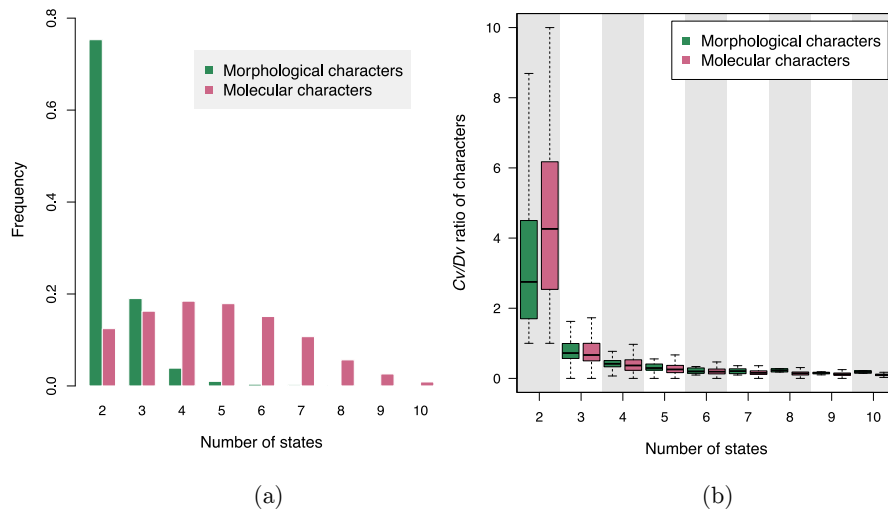 0.8
0.6
0.4
0.2
0.0
Frequency
Morphological characters
Molecular characters
2 3 4 5 6 7 8 9 10
Number of states
(a)
10
8
6
4
2
0
Cv/Dv ratio of characters
Morphological characters
Molecular characters
2 3 4 5 6 7 8 9 10
Number of states
(b)